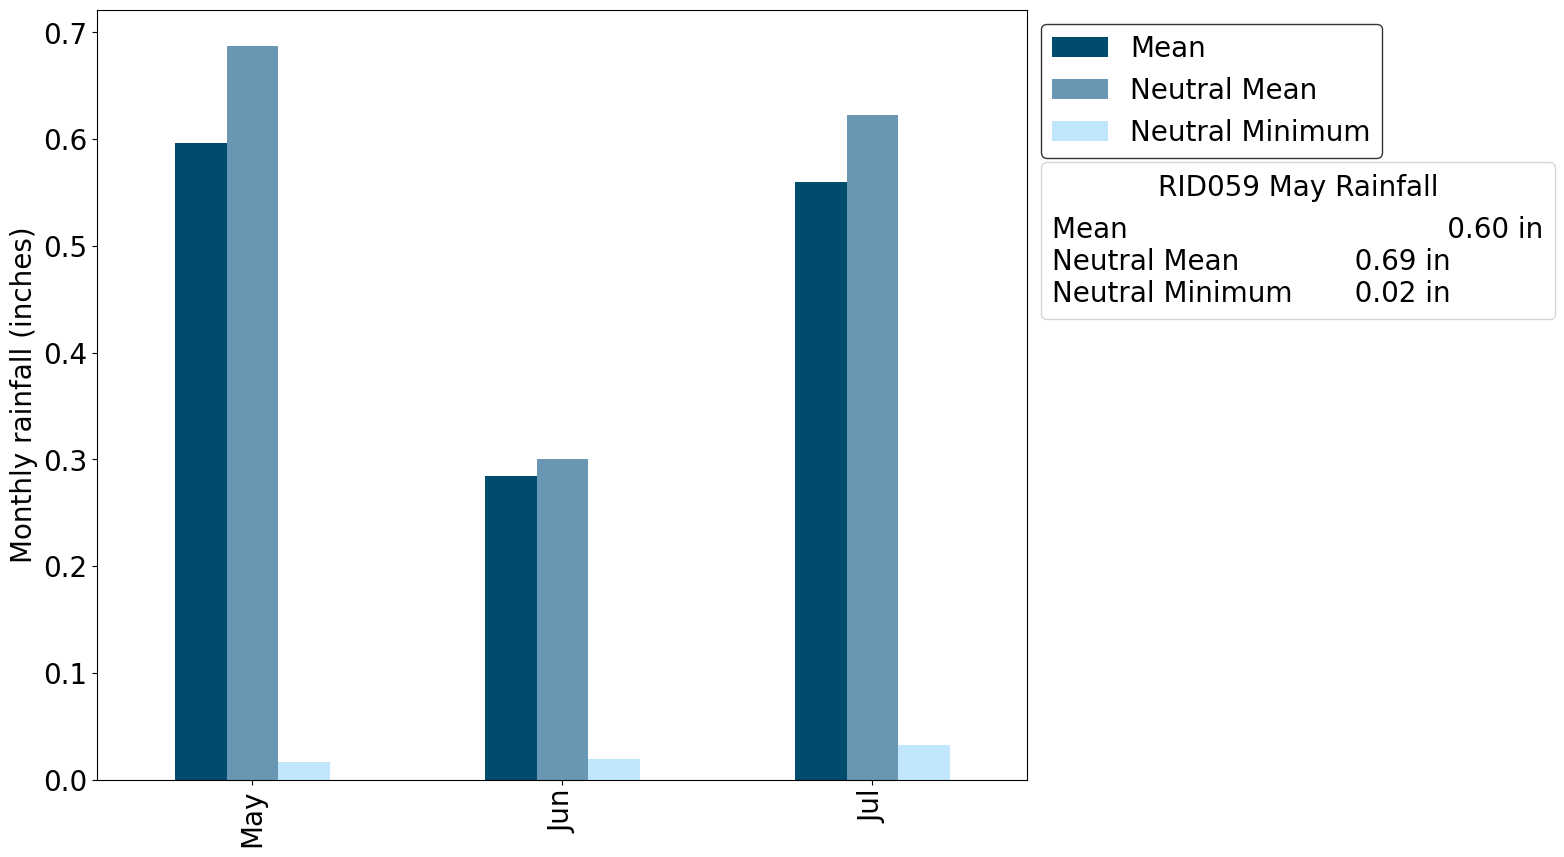 Monthly rainfall (inches)
0.7
0.6
0.5
0.4
0.3
0.2
0.1
0.0
May
Jun
Jul
Mean
Neutral Mean
Neutral Minimum
RID059 May Rainfall
Mean 0.60 in
Neutral Mean 0.69 in
Neutral Minimum 0.02 in